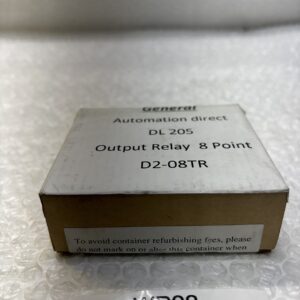 General
Automation direct
DL 205
Output Relay 8 Point
D2-08TR
To avoid container refurbishing fees, please
do not mark on or alter this container when